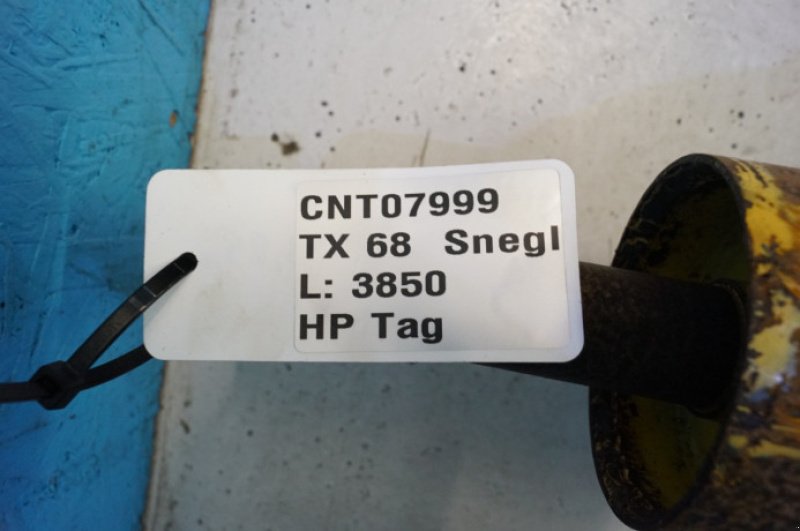 CNT07999
TX 68 Snegl
L: 3850
HP Tag